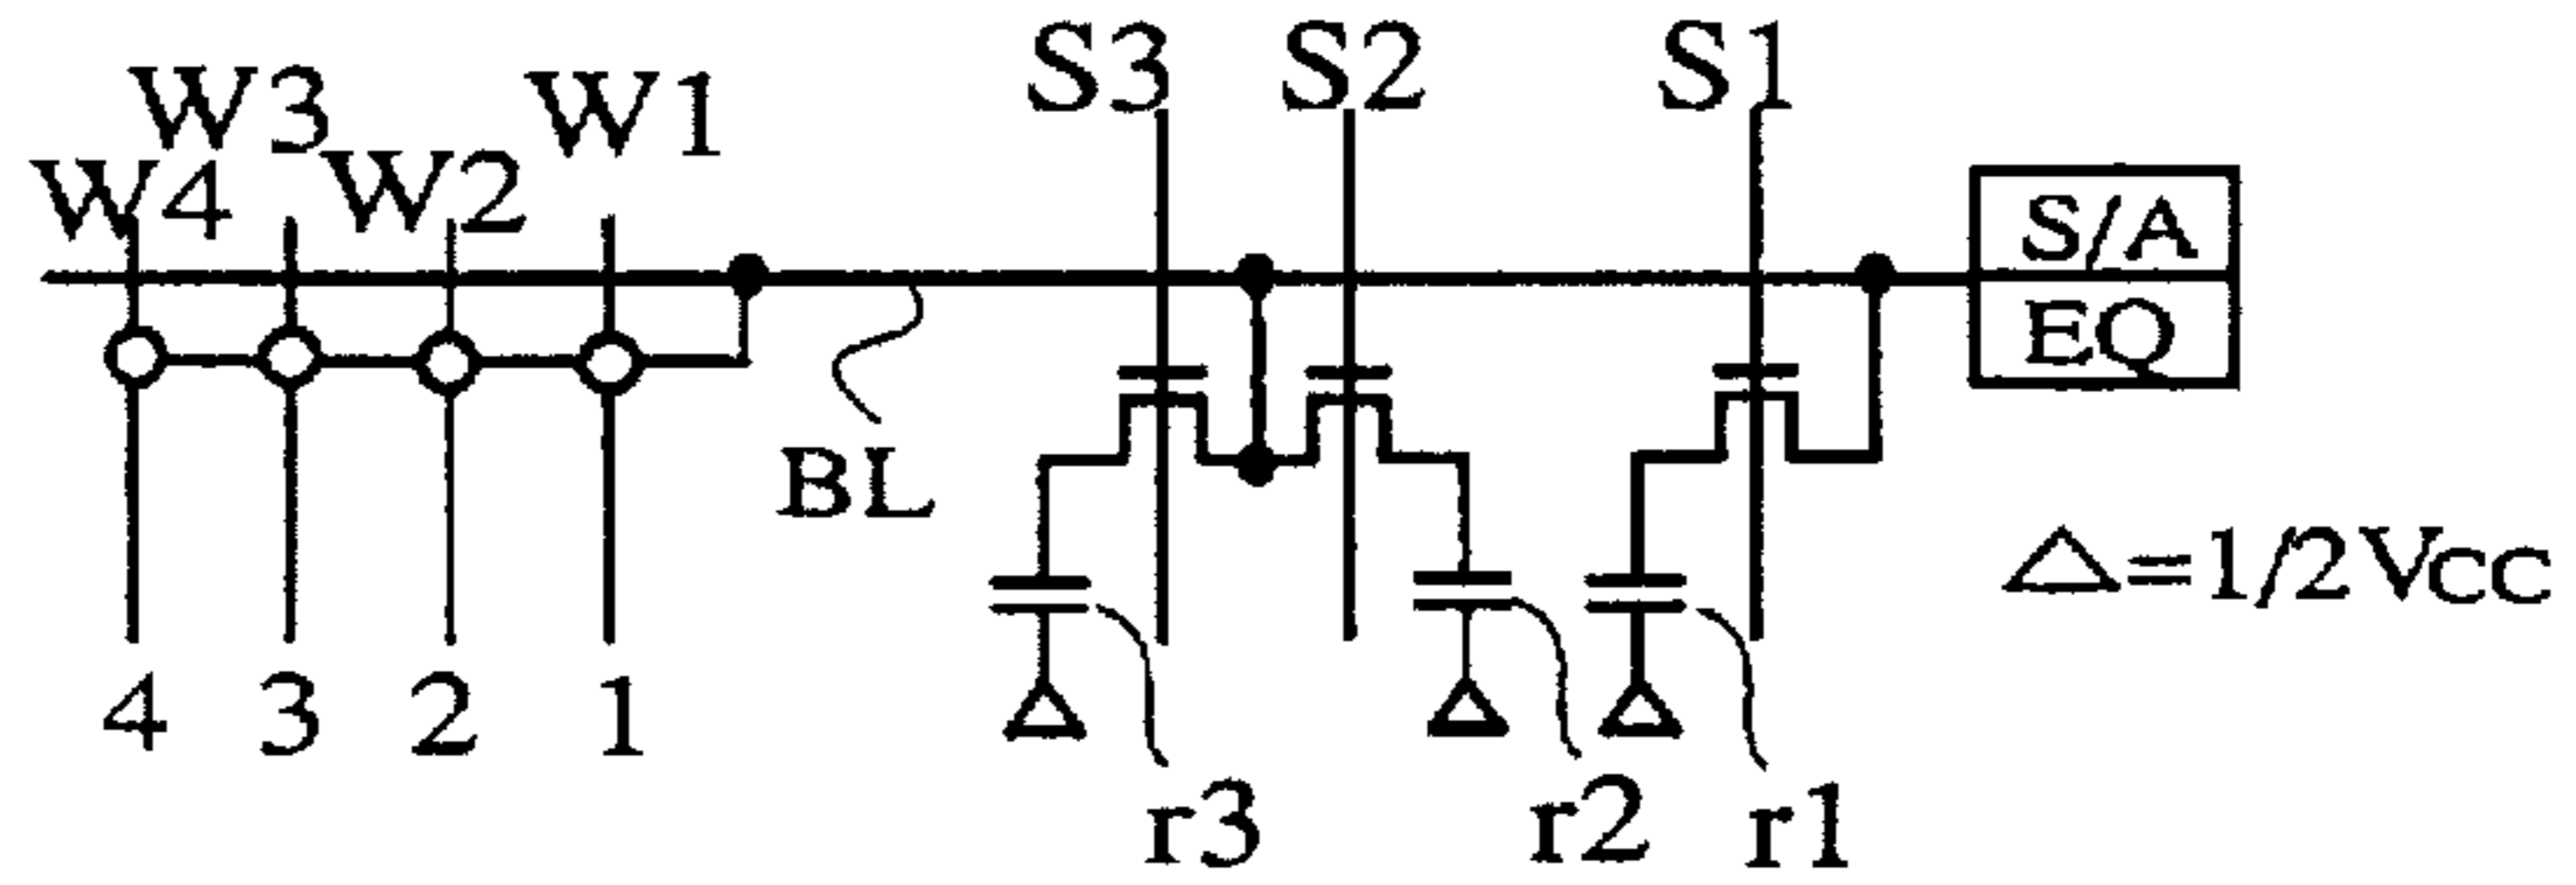 S3 S2 S1
W3 W1
W4 W2
S/A
EQ
BL
△=1/2VCC
4 3 2 1
r3 r2 r1